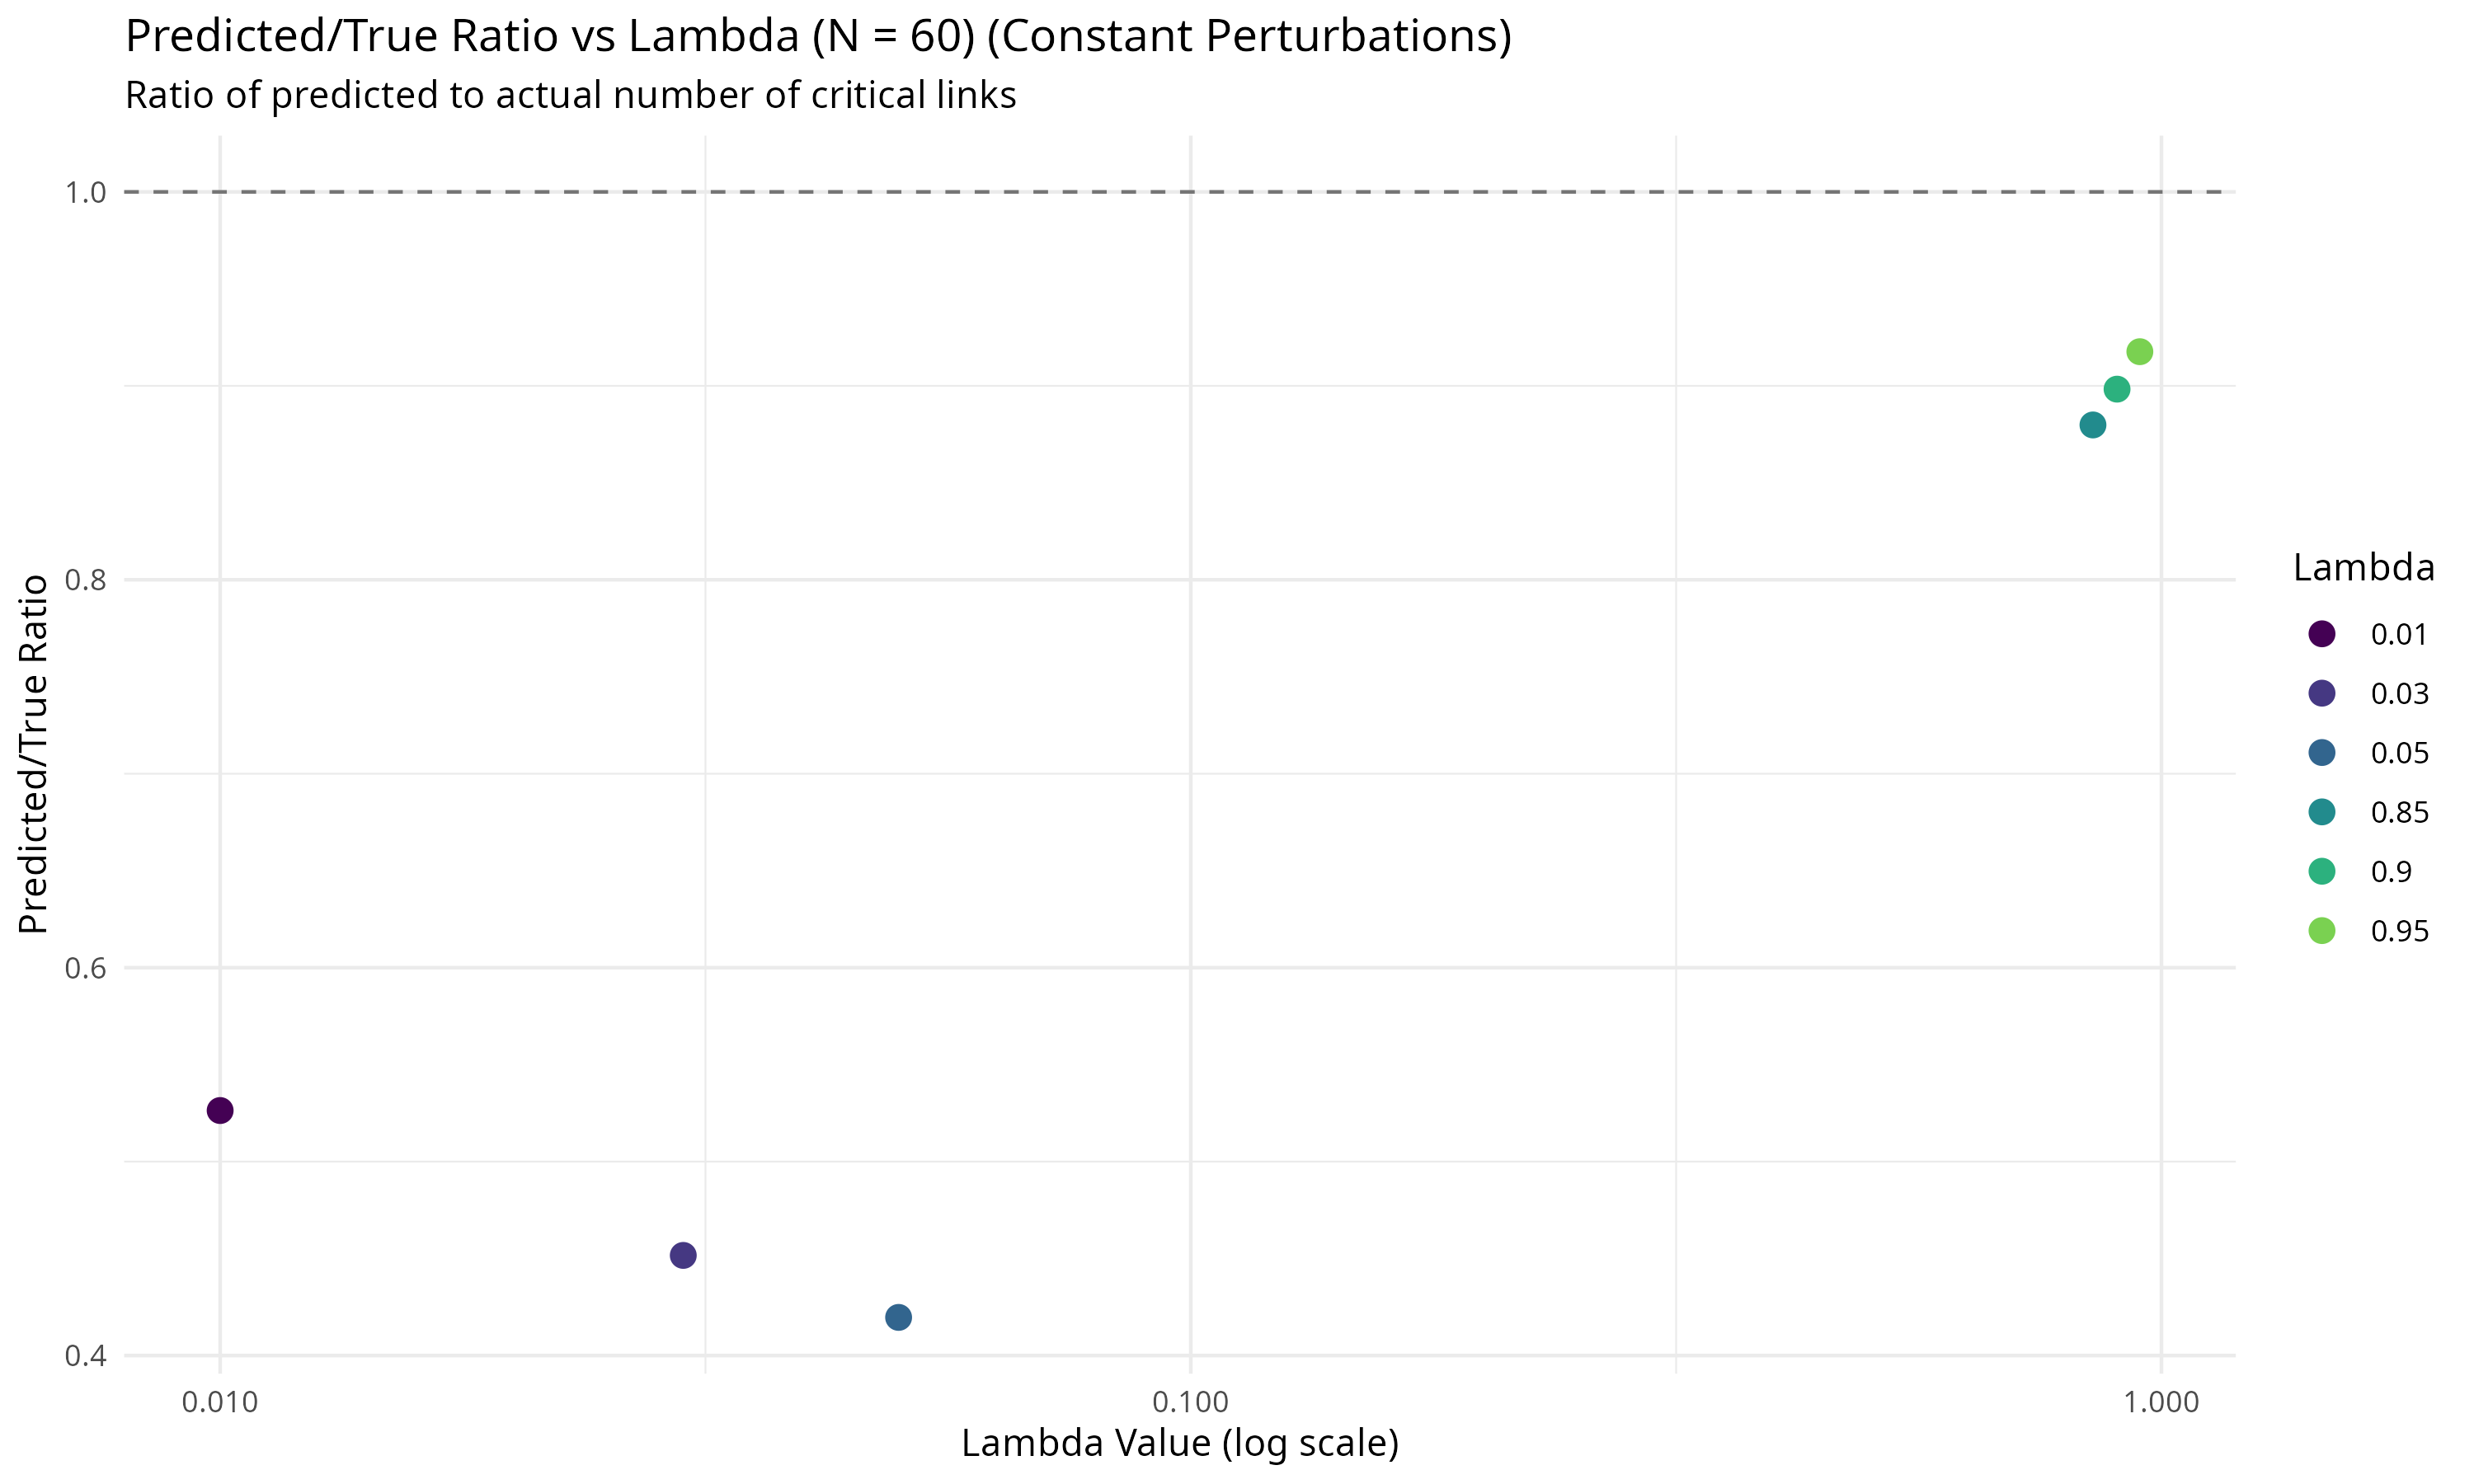 Predicted/True Ratio vs Lambda (N = 60) (Constant Perturbations)
Ratio of predicted to actual number of critical links
Predicted/True Ratio
1.0
0.8
0.6
0.4
0.010
0.100
1.000
Lambda Value (log scale)
Lambda
0.01
0.03
0.05
0.85
0.9
0.95